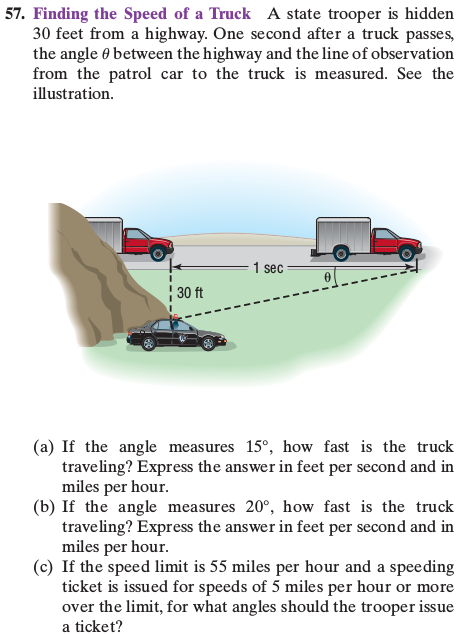 57. Finding the Speed of a Truck A state trooper is hidden
30 feet from a highway. One second after a truck passes,
the angle θ between the highway and the line of observation
from the patrol car to the truck is measured. See the
illustration.
1 sec
θ
30 ft
(a) If the angle measures 15°, how fast is the truck
traveling? Express the answer in feet per second and in
miles per hour.
(b) If the angle measures 20°, how fast is the truck
traveling? Express the answer in feet per second and in
miles per hour.
(c) If the speed limit is 55 miles per hour and a speeding
ticket is issued for speeds of 5 miles per hour or more
over the limit, for what angles should the trooper issue
a ticket?